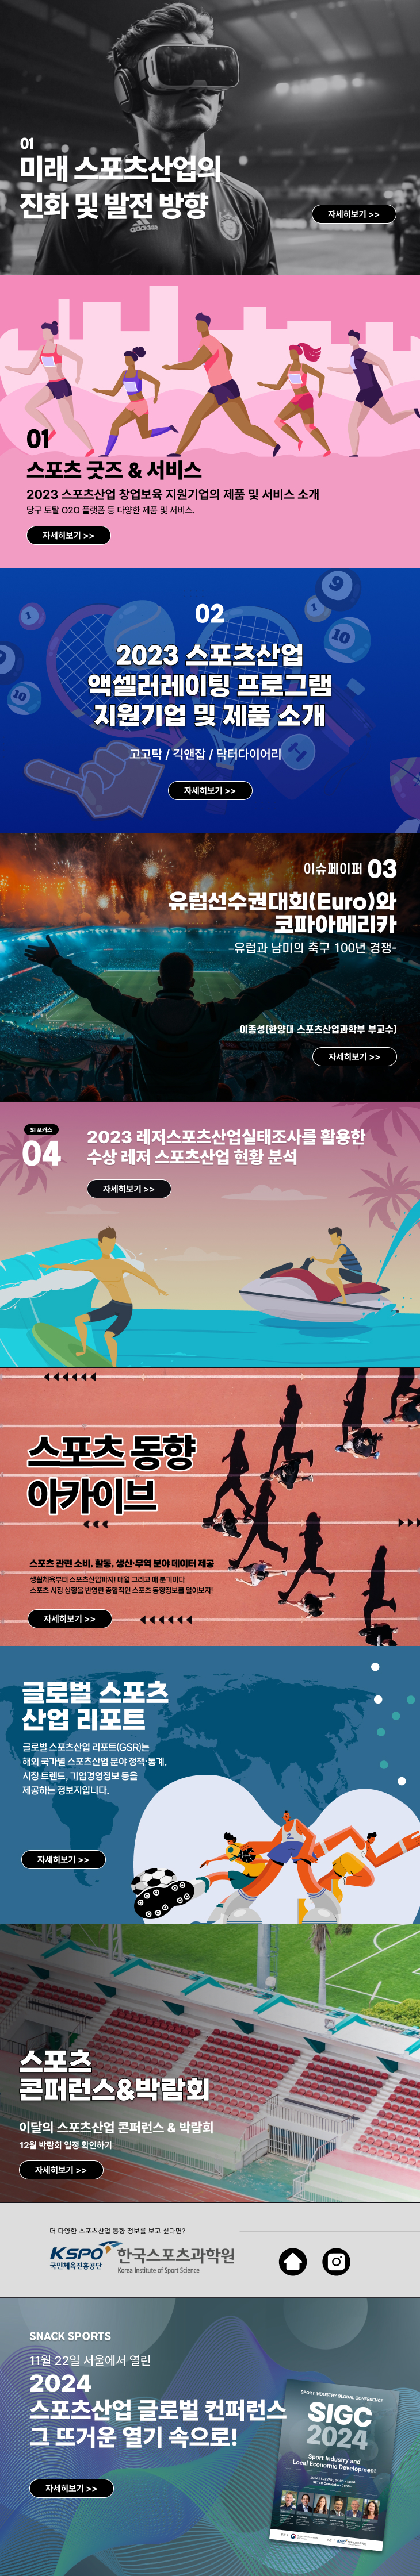 01
미래 스포츠산업의
진화 및 발전 방향
자세히보기 >>
adidas
01
스포츠 굿즈 & 서비스
2023 스포츠산업 창업보육 지원기업의 제품 및 서비스 소개
당구 토탈 O2O 플랫폼 등 다양한 제품 및 서비스.
자세히보기 >>
02
2023 스포츠산업
액셀러레이팅 프로그램
지원기업 및 제품 소개
고고탁 / 긱앤잡 / 닥터다이어리
자세히보기 >>
이슈페이퍼 03
유럽선수권대회(Euro)와
코파아메리카
-유럽과 남미의 축구 100년 경쟁-
이종성(한양대 스포츠산업과학부 부교수)
자세히보기 >>
SI 포커스
04
2023 레저스포츠산업실태조사를 활용한
수상 레저 스포츠산업 현황 분석
자세히보기 >>
스포츠 동향
아카이브
스포츠 관련 소비, 활동, 생산·무역 분야 데이터 제공
생활체육부터 스포츠산업까지! 매월 그리고 매 분기마다
스포츠 시장 상황을 반영한 종합적인 스포츠 동향정보를 알아보자!
자세히보기 >>
글로벌 스포츠
산업 리포트
글로벌 스포츠산업 리포트(GSR)는
해외 국가별 스포츠산업 분야 정책·통계,
시장 트렌드, 기업경영정보 등을
제공하는 정보지입니다.
자세히보기 >>
스포츠
콘퍼런스&박람회
이달의 스포츠산업 콘퍼런스 & 박람회
12월 박람회 일정 확인하기
자세히보기 >>
더 다양한 스포츠산업 동향 정보를 보고 싶다면?
KSPO 한국스포츠과학원
국민체육진흥공단 Korea Institute of Sport Science
SNACK SPORTS
11월 22일 서울에서 열린
2024
스포츠산업 글로벌 컨퍼런스
그 뜨거운 열기 속으로!
자세히보기 >>
SPORT INDUSTRY GLOBAL CONFERENCE
SIGC
2024
Sport Industry and
Local Economic Development